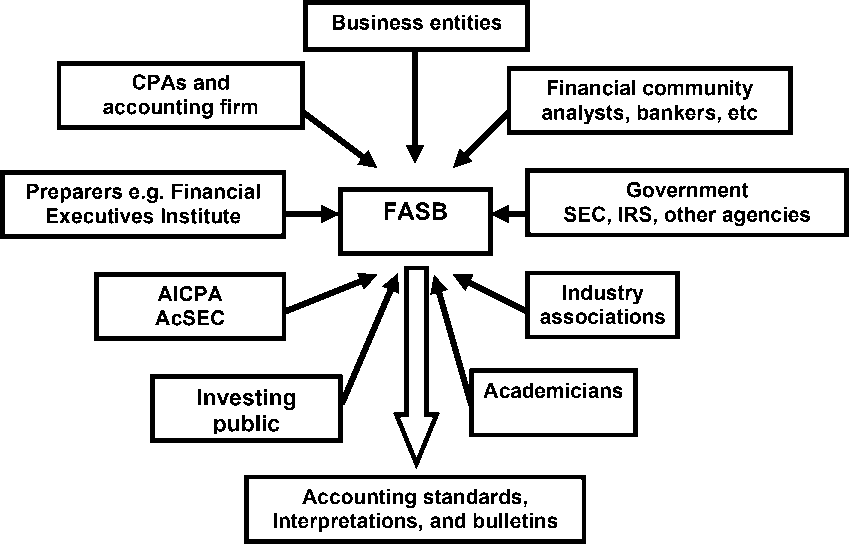 Business entities
CPAs and
accounting firm
Financial community
analysts, bankers, etc
Preparers e.g. Financial
Executives Institute
FASB
Government
SEC, IRS, other agencies
AICPA
AcSEC
Industry
associations
Investing
public
Academicians
Accounting standards,
Interpretations, and bulletins